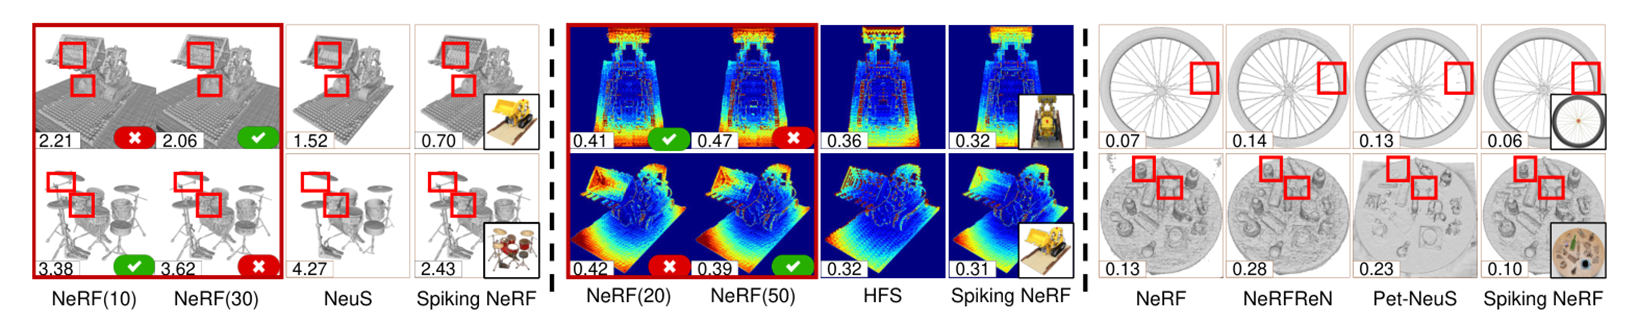 2.21 2.06 1.52 0.70 0.41 0.47 0.36 0.32 0.07 0.14 0.13 0.06
3.38 3.62 4.27 2.43 0.42 0.39 0.32 0.31 0.13 0.28 0.23 0.10
NeRF(10) NeRF(30) NeuS Spiking NeRF NeRF(20) NeRF(50) HFS Spiking NeRF NeRF NeRFReN Pet-NeuS Spiking NeRF